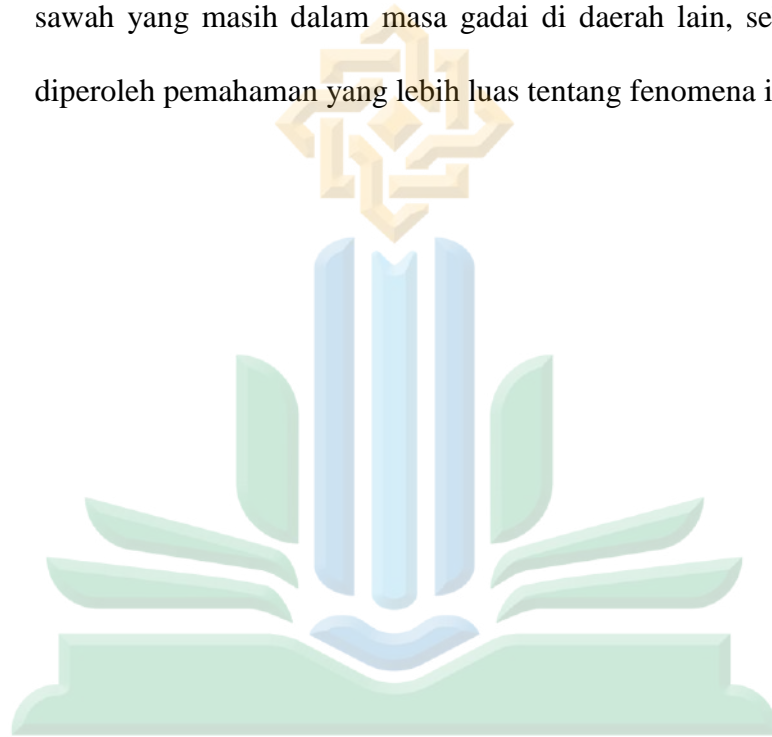 sawah yang masih dalam masa gadai di daerah lain, se
diperoleh pemahaman yang lebih luas tentang fenomena i